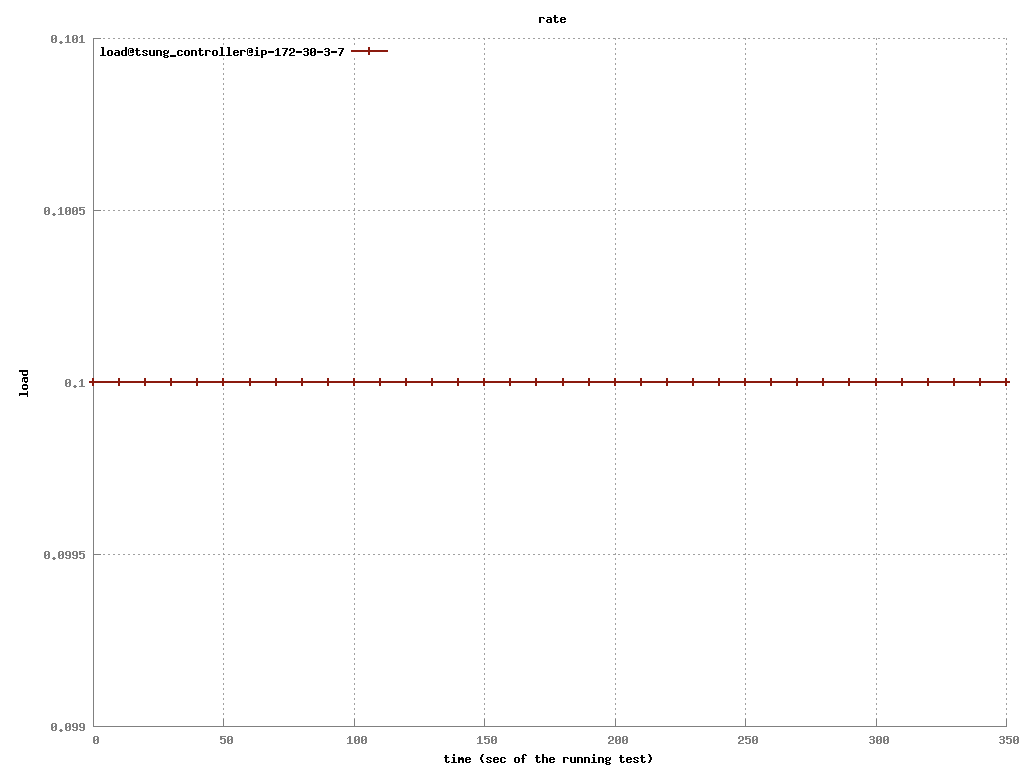 rate
0.101
load@tsung_controller@ip-172-30-3-7
0.1005
load
0.1
0.0995
0.099
0 50 100 150 200 250 300 350
time (sec of the running test)